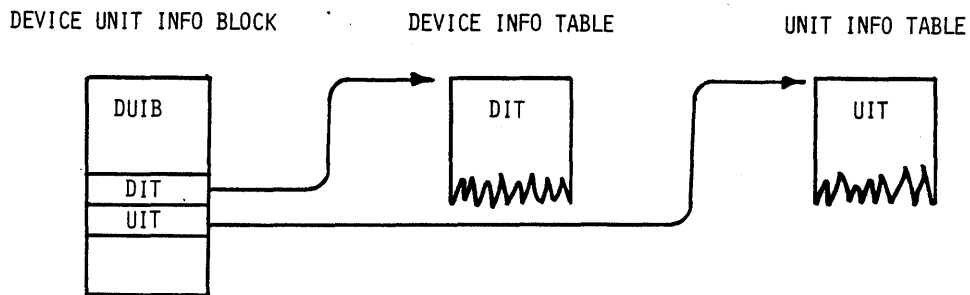 DEVICE UNIT INFO BLOCK
DEVICE INFO TABLE
UNIT INFO TABLE
DUIB
DIT
UIT
DIT
UIT